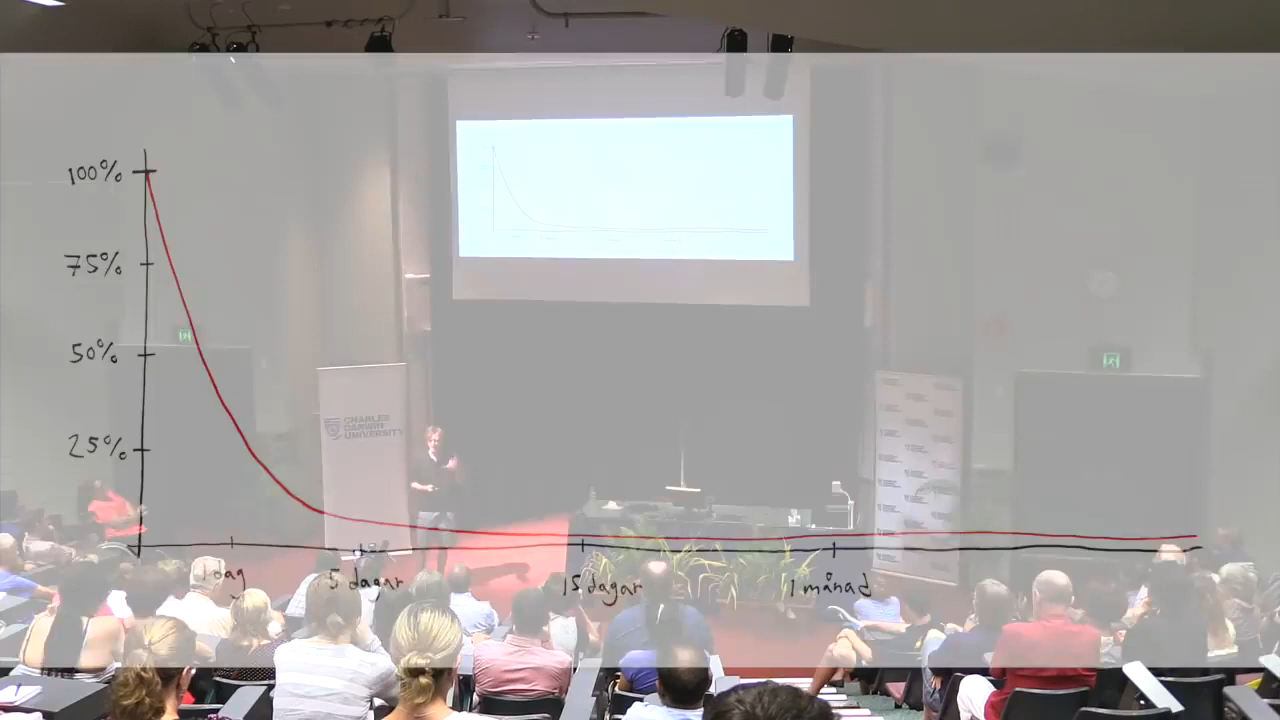 100%
75%
50%
25%
1 dag
5 dagar
15 dagar
1 månad
CHARLES
DARWIN
UNIVERSITY